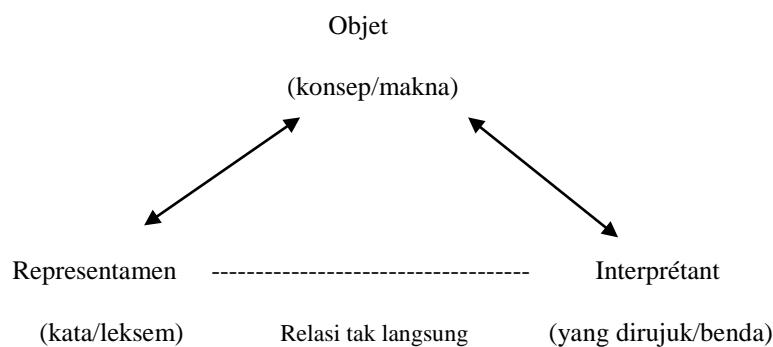 Objet
(konsep/makna)
Representamen ------------------------------------ Interprétant
(kata/leksem) Relasi tak langsung (yang dirujuk/benda)